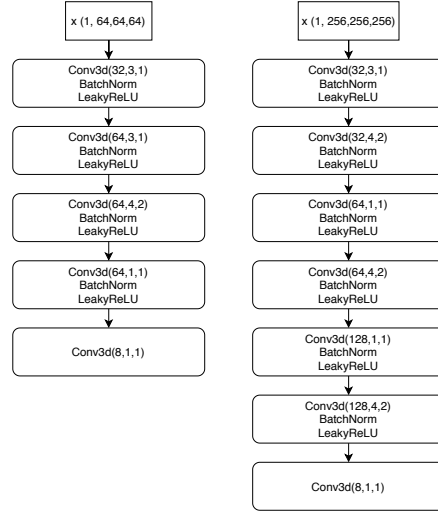 x (1, 64,64,64)
Conv3d(32,3,1)
BatchNorm
LeakyReLU
Conv3d(64,3,1)
BatchNorm
LeakyReLU
Conv3d(64,4,2)
BatchNorm
LeakyReLU
Conv3d(64,1,1)
BatchNorm
LeakyReLU
Conv3d(8,1,1)
x (1, 256,256,256)
Conv3d(32,3,1)
BatchNorm
LeakyReLU
Conv3d(32,4,2)
BatchNorm
LeakyReLU
Conv3d(64,1,1)
BatchNorm
LeakyReLU
Conv3d(64,4,2)
BatchNorm
LeakyReLU
Conv3d(128,1,1)
BatchNorm
LeakyReLU
Conv3d(128,4,2)
BatchNorm
LeakyReLU
Conv3d(8,1,1)